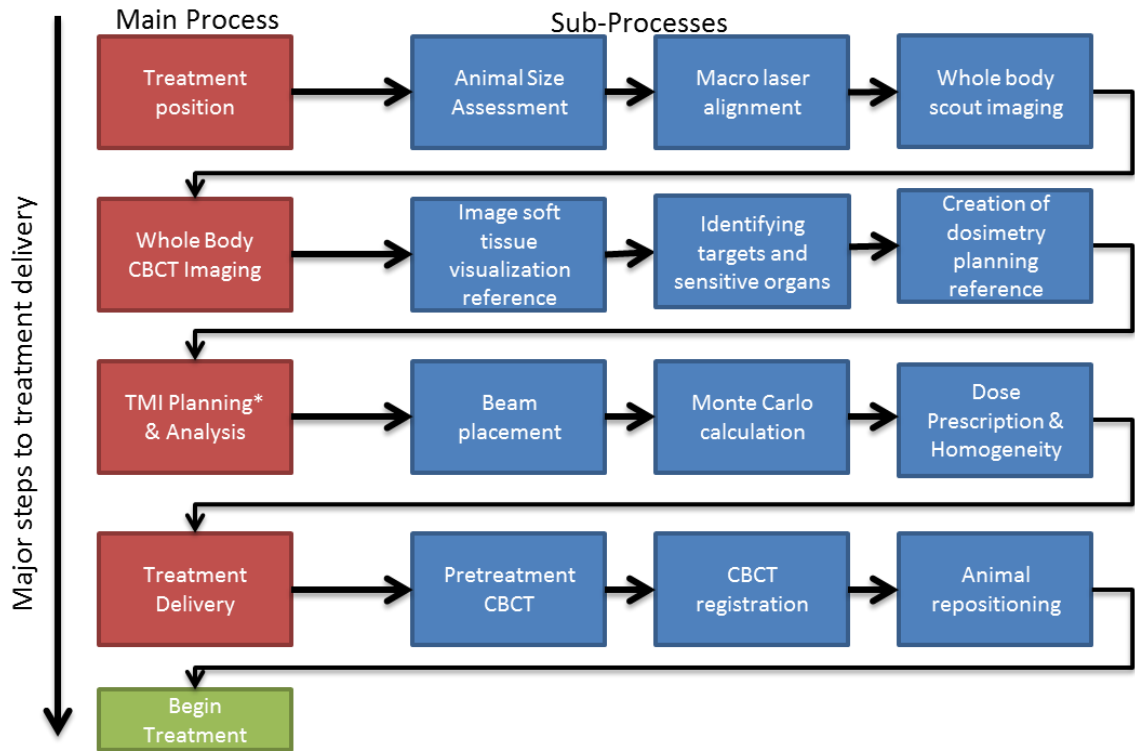 Main Process
Sub-Processes
Major steps to treatment delivery
Treatment
position
Animal Size
Assessment
Macro laser
alignment
Whole body
scout imaging
Whole Body
CBCT Imaging
Image soft
tissue
visualization
reference
Identifying
targets and
sensitive organs
Creation of
dosimetry
planning
reference
TMI Planning*
& Analysis
Beam
placement
Monte Carlo
calculation
Dose
Prescription &
Homogeneity
Treatment
Delivery
Pretreatment
CBCT
CBCT
registration
Animal
repositioning
Begin
Treatment